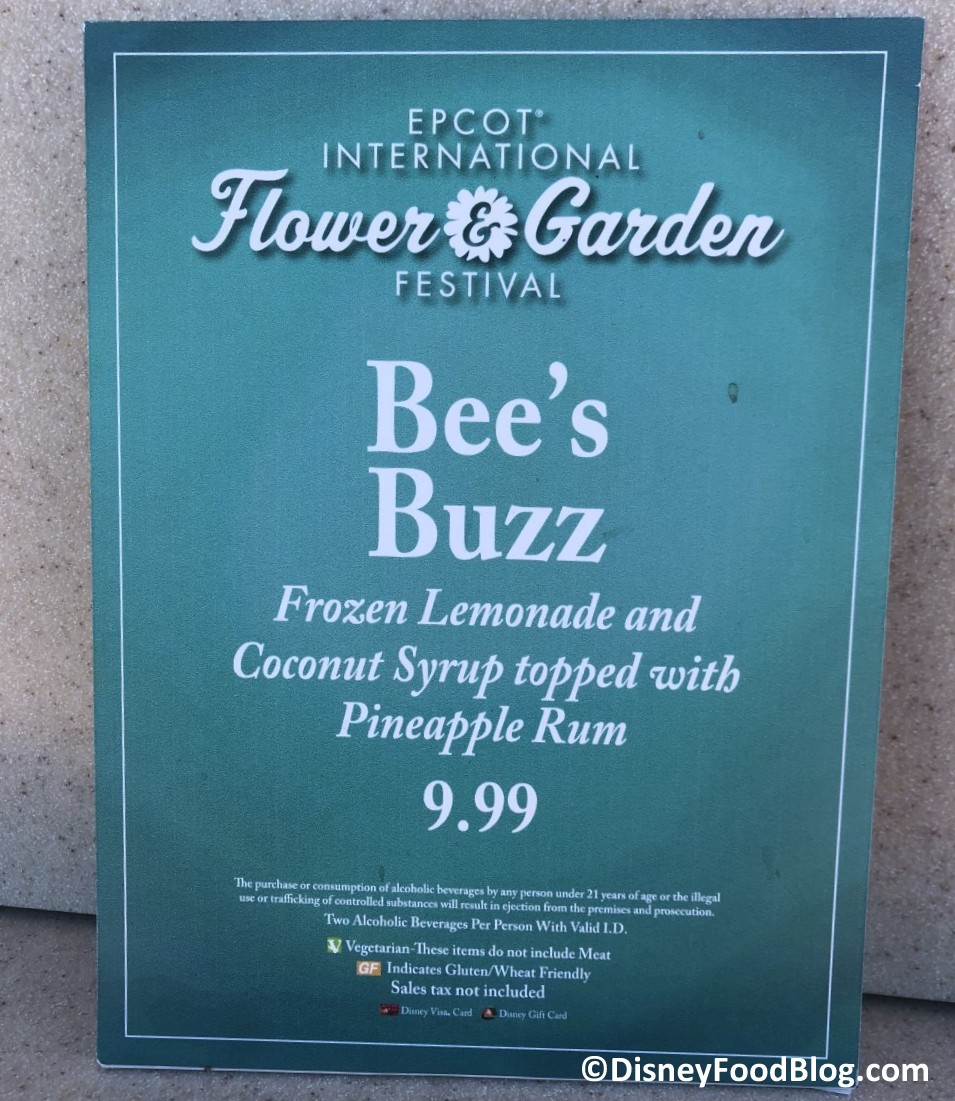 EPCOT®
INTERNATIONAL
Flower & Garden
FESTIVAL
Bee's
Buzz
Frozen Lemonade and
Coconut Syrup topped with
Pineapple Rum
9.99
The purchase or consumption of alcoholic beverages by any person under 21 years of age or the illegal
use or trafficking of controlled substances will result in ejection from the premises and prosecution.
Two Alcoholic Beverages Per Person With Valid I.D.
V Vegetarian-These items do not include Meat
GF Indicates Gluten/Wheat Friendly
Sales tax not included
Disney Visa® Card Disney Gift Card
©DisneyFoodBlog.com